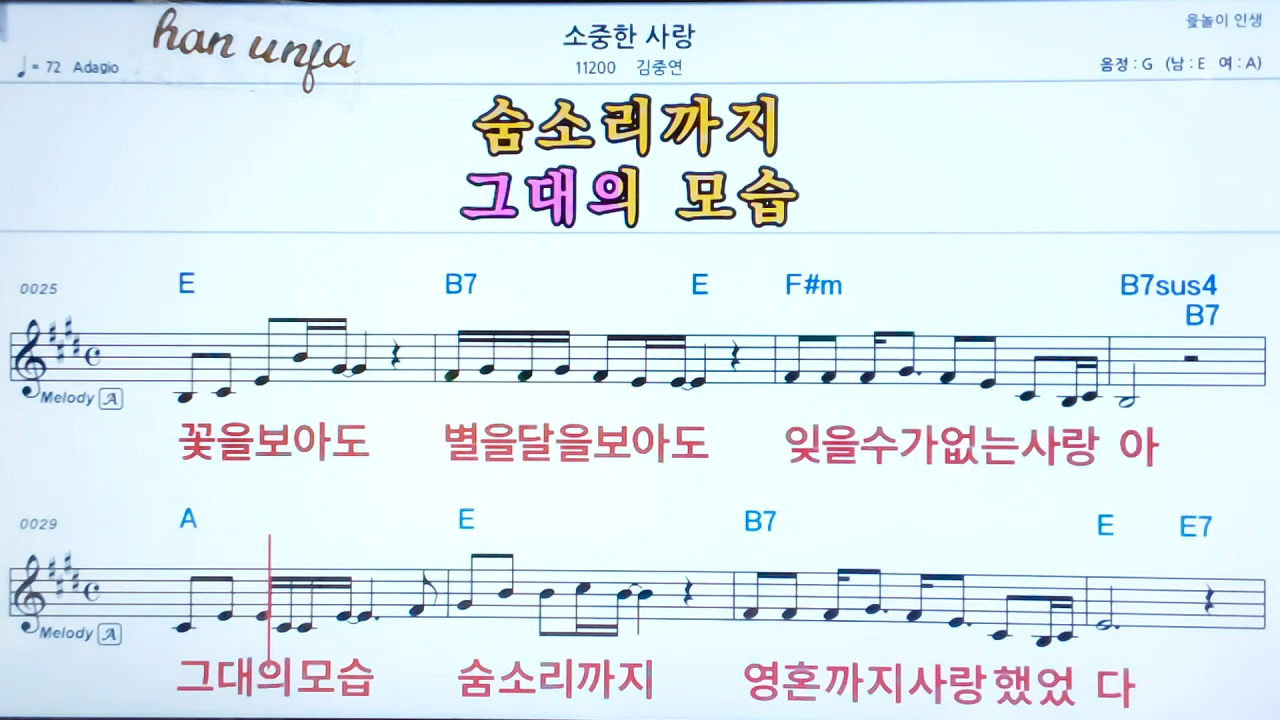 han unfa
소중한 사랑
윷놀이 인생
♩= 72 Adagio
11200 김중연
음정 : G (남 : E 여 : A)
숨소리까지
그대의 모습
0025
E B7 E F#m B7sus4
B7
Melody A
꽃을보아도 별을달을보아도 잊을수가없는사랑 아
0029
A E B7 E E7
Melody A
그대의모습 숨소리까지 영혼까지사랑했었 다